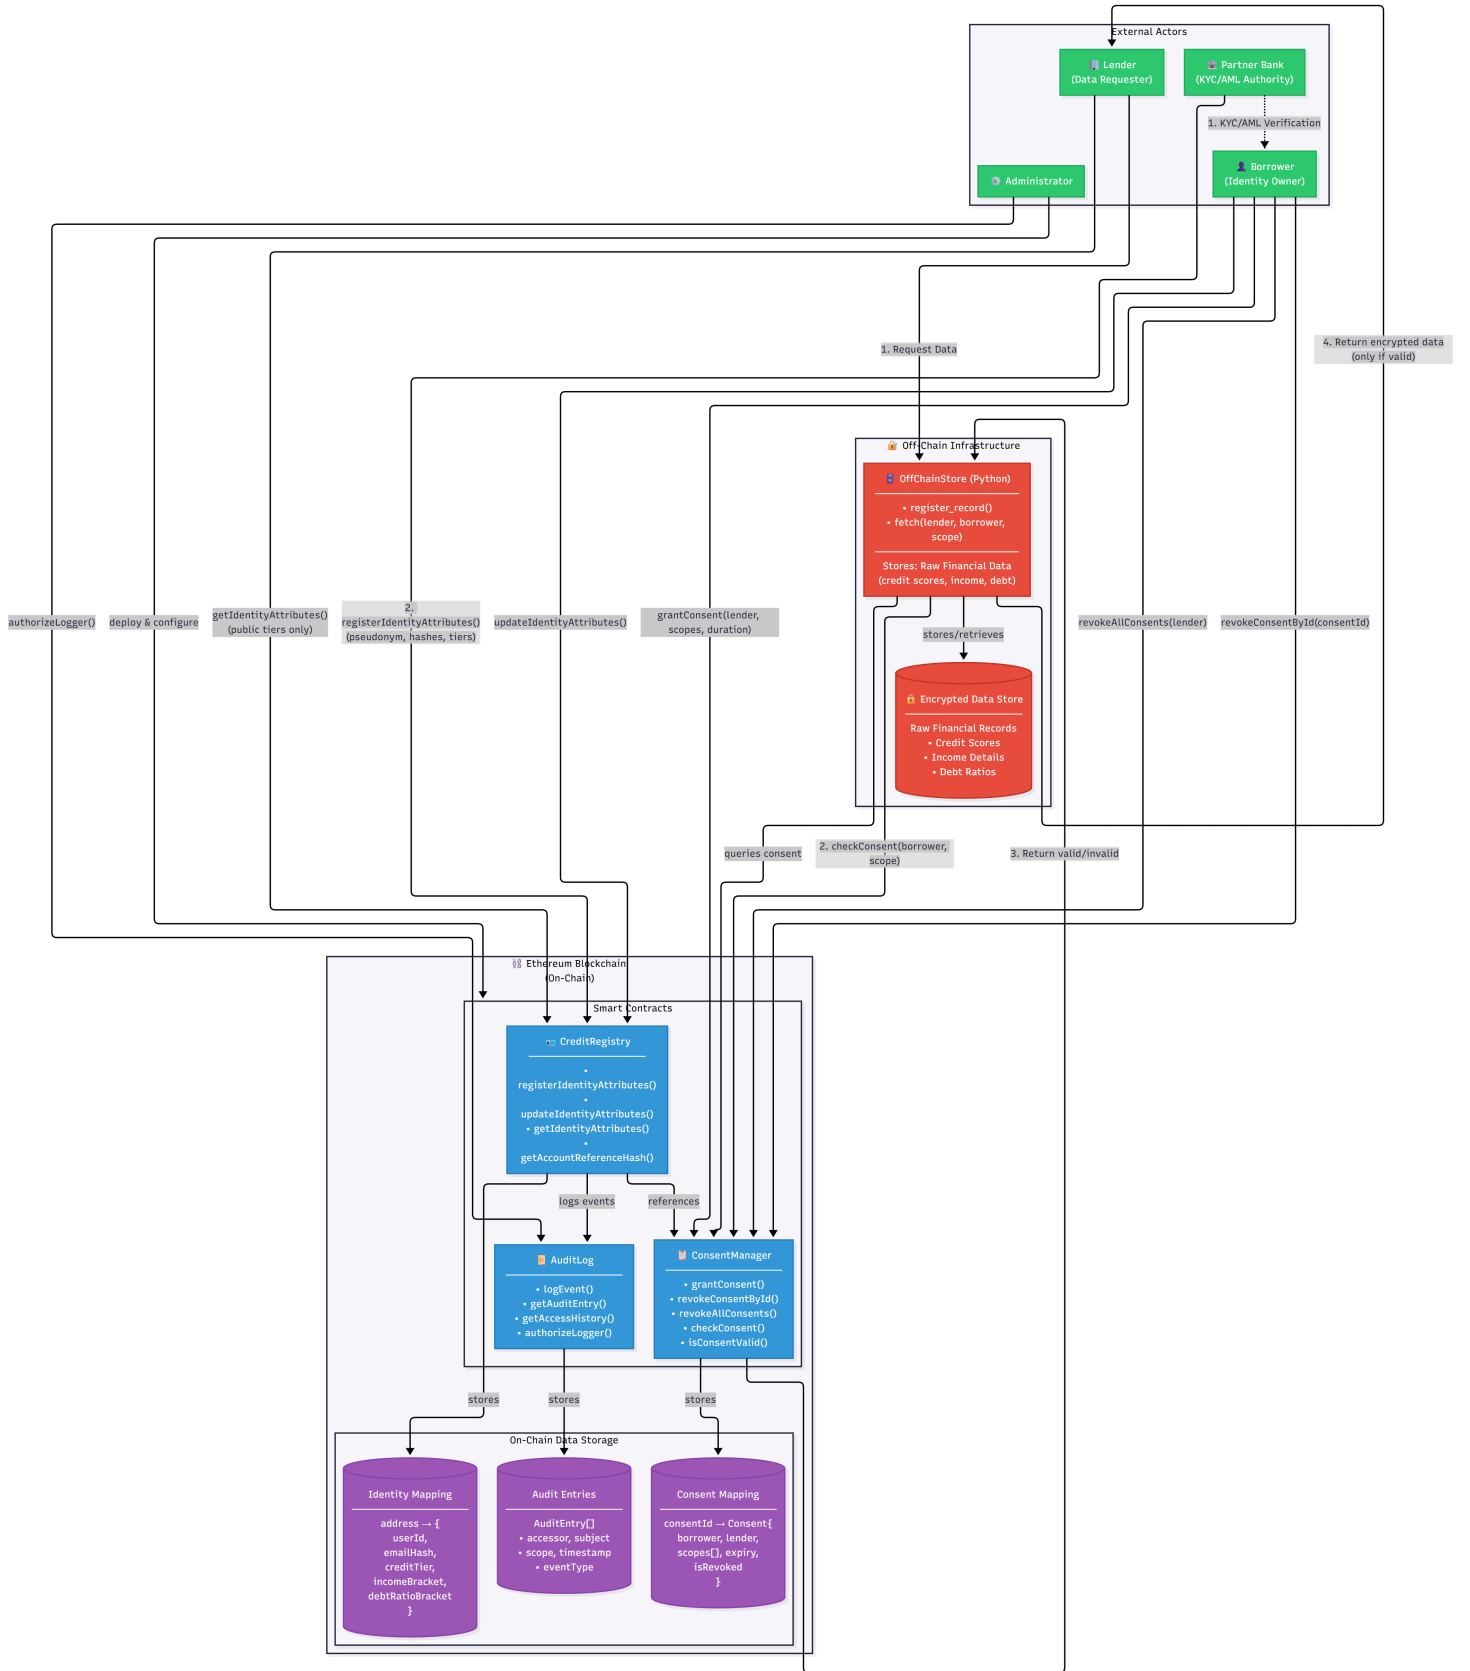 External Actors
Lender
(Data Requester)
Partner Bank
(KYC/AML Authority)
1. KYC/AML Verification
Administrator
Borrower
(Identity Owner)
1. Request Data
4. Return encrypted data
(only if valid)
Off-Chain Infrastructure
OffChainStore (Python)
• register_record()
• fetch(lender, borrower,
scope)
Stores: Raw Financial Data
(credit scores, income, debt)
authorizeLogger()
deploy & configure
getIdentityAttributes()
(public tiers only)
2.
registerIdentityAttributes()
(pseudonym, hashes, tiers)
updateIdentityAttributes()
grantConsent(lender,
scopes, duration)
stores/retrieves
revokeAllConsents(lender)
revokeConsentById(consentId)
Encrypted Data Store
Raw Financial Records
• Credit Scores
• Income Details
• Debt Ratios
queries consent
2. checkConsent(borrower,
scope)
3. Return valid/invalid
Ethereum Blockchain
(On-Chain)
Smart Contracts
CreditRegistry
•
registerIdentityAttributes()
•
updateIdentityAttributes()
• getIdentityAttributes()
•
getAccountReferenceHash()
logs events
references
AuditLog
• logEvent()
• getAuditEntry()
• getAccessHistory()
• authorizeLogger()
ConsentManager
• grantConsent()
• revokeConsentById()
• revokeAllConsents()
• checkConsent()
• isConsentValid()
stores
stores
stores
On-Chain Data Storage
Identity Mapping
address → {
userId,
emailHash,
creditTier,
incomeBracket,
debtRatioBracket
}
Audit Entries
AuditEntry[]
• accessor, subject
• scope, timestamp
• eventType
Consent Mapping
consentId → Consent{
borrower, lender,
scopes[], expiry,
isRevoked
}